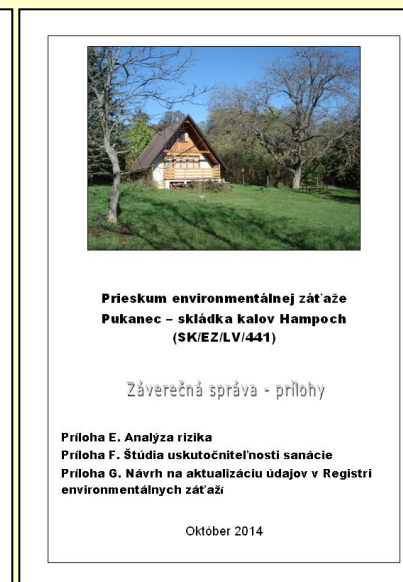 Prieskum environmentálnej záťaže
Pukanec – skládka kalov Hampoch
(SK/EZ/LV/441)
Záverečná správa - prílohy
Príloha E. Analýza rizika
Príloha F. Štúdia uskutočniteľnosti sanácie
Príloha G. Návrh na aktualizáciu údajov v Registri
environmentálnych záťaží
Október 2014